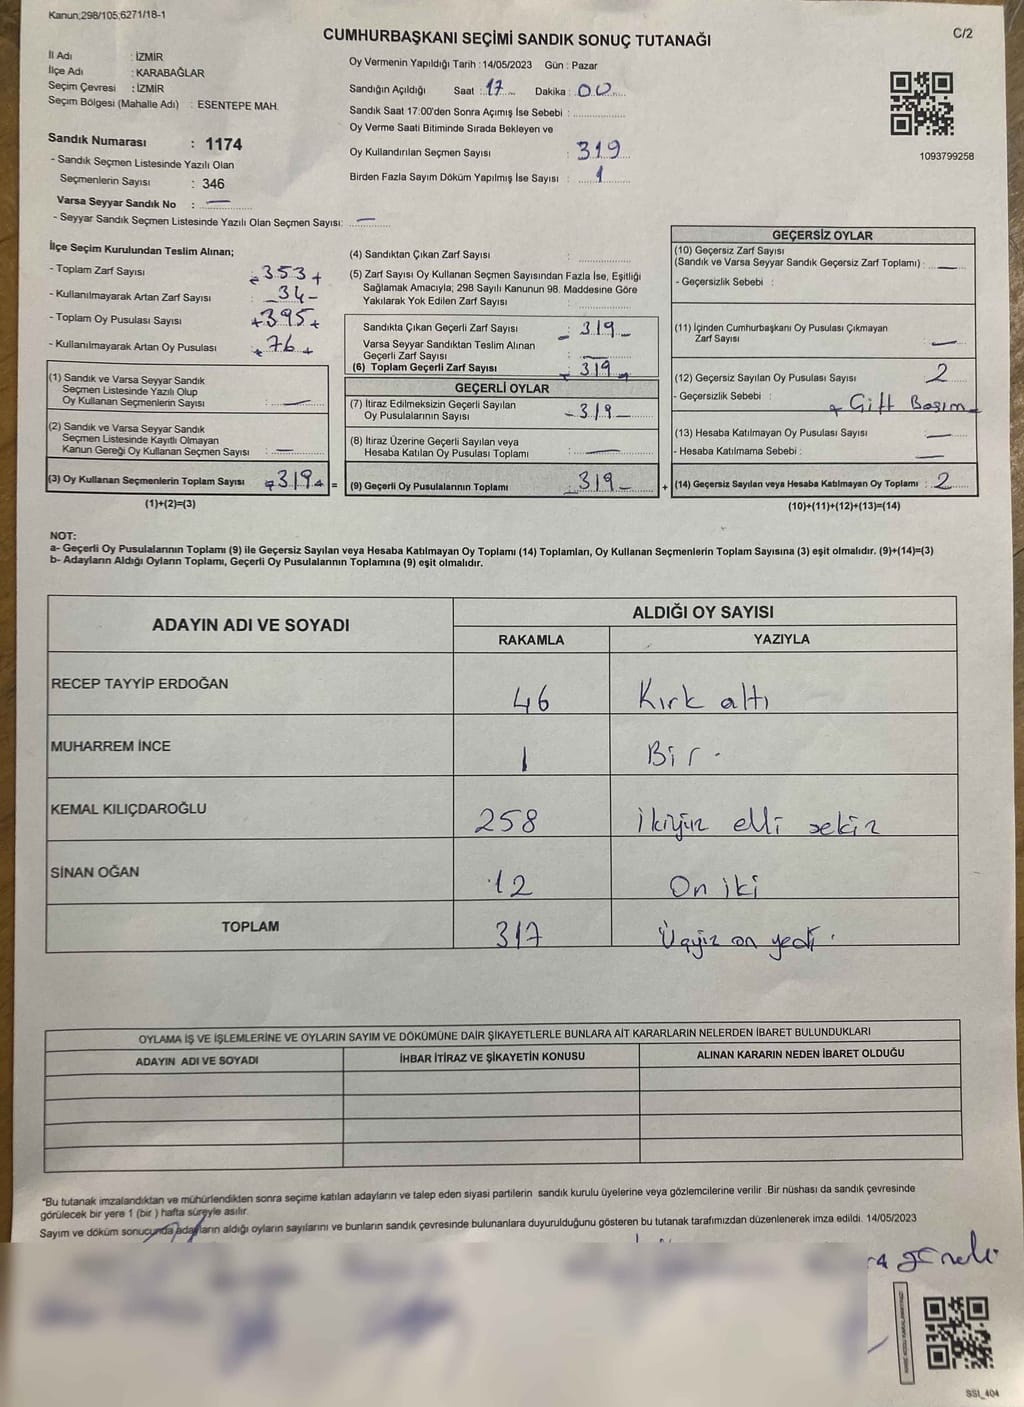 Kanun;298/105;6271/18-1
C/2
CUMHURBAŞKANI SEÇİMİ SANDIK SONUÇ TUTANAĞI
İl Adı : İZMİR
İlçe Adı : KARABAĞLAR
Seçim Çevresi : İZMİR
Seçim Bölgesi (Mahalle Adı) : ESENTEPE MAH.
Sandık Numarası : 1174
- Sandık Seçmen Listesinde Yazılı Olan
Seçmenlerin Sayısı : 346
Varsa Seyyar Sandık No : —
- Seyyar Sandık Seçmen Listesinde Yazılı Olan Seçmen Sayısı: —
Oy Vermenin Yapıldığı Tarih : 14/05/2023 Gün : Pazar
Sandığın Açıldığı Saat : 17 Dakika : 00
Sandık Saat 17:00'den Sonra Açımış İse Sebebi :
Oy Verme Saati Bitiminde Sırada Bekleyen ve
Oy Kullandırılan Seçmen Sayısı : 319
Birden Fazla Sayım Döküm Yapılmış İse Sayısı : 1
1093799258
İlçe Seçim Kurulundan Teslim Alınan;
- Toplam Zarf Sayısı : 353
- Kullanılmayarak Artan Zarf Sayısı : 34
- Toplam Oy Pusulası Sayısı : 395
- Kullanılmayarak Artan Oy Pusulası : 76
(1) Sandık ve Varsa Seyyar Sandık
Seçmen Listesinde Yazılı Olup
Oy Kullanan Seçmenlerin Sayısı : —
(2) Sandık ve Varsa Seyyar Sandık
Seçmen Listesinde Kayıtlı Olmayan
Kanun Gereği Oy Kullanan Seçmen Sayısı : —
(3) Oy Kullanan Seçmenlerin Toplam Sayısı : 319 =
(1)+(2)=(3)
(4) Sandıktan Çıkan Zarf Sayısı :
(5) Zarf Sayısı Oy Kullanan Seçmen Sayısından Fazla İse, Eşitliği
Sağlamak Amacıyla; 298 Sayılı Kanunun 98. Maddesine Göre
Yakılarak Yok Edilen Zarf Sayısı :
Sandıkta Çıkan Geçerli Zarf Sayısı : 319
Varsa Seyyar Sandıktan Teslim Alınan
Geçerli Zarf Sayısı : —
(6) Toplam Geçerli Zarf Sayısı : 319
GEÇERLİ OYLAR
(7) İtiraz Edilmeksizin Geçerli Sayılan
Oy Pusulalarının Sayısı : 319
(8) İtiraz Üzerine Geçerli Sayılan veya
Hesaba Katılan Oy Pusulası Toplamı : —
(9) Geçerli Oy Pusulalarının Toplamı : 319 +
GEÇERSİZ OYLAR
(10) Geçersiz Zarf Sayısı
(Sandık ve Varsa Seyyar Sandık Geçersiz Zarf Toplamı) : —
- Geçersizlik Sebebi :
(11) İçinden Cumhurbaşkanı Oy Pusulası Çıkmayan
Zarf Sayısı : —
(12) Geçersiz Sayılan Oy Pusulası Sayısı : 2
- Geçersizlik Sebebi : Çift Basım
(13) Hesaba Katılmayan Oy Pusulası Sayısı : —
- Hesaba Katılmama Sebebi : —
(14) Geçersiz Sayılan veya Hesaba Katılmayan Oy Toplamı : 2
(10)+(11)+(12)+(13)=(14)
NOT:
a- Geçerli Oy Pusulalarının Toplamı (9) ile Geçersiz Sayılan veya Hesaba Katılmayan Oy Toplamı (14) Toplamları, Oy Kullanan Seçmenlerin Toplam Sayısına (3) eşit olmalıdır. (9)+(14)=(3)
b- Adayların Aldığı Oyların Toplamı, Geçerli Oy Pusulalarının Toplamına (9) eşit olmalıdır.
ADAYIN ADI VE SOYADI
ALDIĞI OY SAYISI
RAKAMLA YAZIYLA
RECEP TAYYİP ERDOĞAN 46 Kırk altı
MUHARREM İNCE 1 Bir
KEMAL KILIÇDAROĞLU 258 ikiyüz elli sekiz
SİNAN OĞAN 12 On iki
TOPLAM 317 Üçyüz on yedi
OYLAMA İŞ VE İŞLEMLERİNE VE OYLARIN SAYIM VE DÖKÜMÜNE DAİR ŞİKAYETLERLE BUNLARA AİT KARARLARIN NELERDEN İBARET BULUNDUKLARI
ADAYIN ADI VE SOYADI İHBAR İTİRAZ VE ŞİKAYETİN KONUSU ALINAN KARARIN NEDEN İBARET OLDUĞU
*Bu tutanak imzalandıktan ve mühürlendikten sonra seçime katılan adayların ve talep eden siyasi partilerin sandık kurulu üyelerine veya gözlemcilerine verilir .Bir nüshası da sandık çevresinde
görülecek bir yere 1 (bir ) hafta süreyle asılır.
Sayım ve döküm sonucunda adayların aldığı oyların sayılarını ve bunların sandık çevresinde bulunanlara duyurulduğunu gösteren bu tutanak tarafımızdan düzenlenerek imza edildi. 14/05/2023
SSI_404